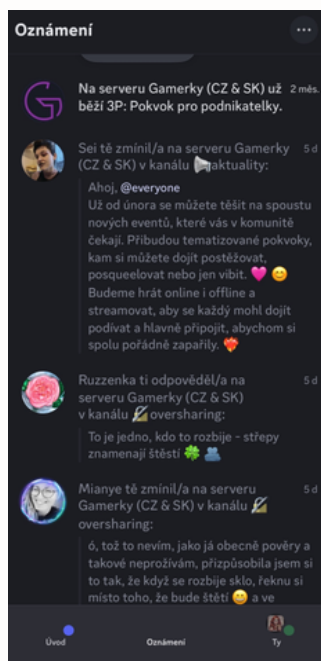 Oznámení
Na serveru Gamerky (CZ & SK) už 2 měs.
běží 3P: Pokvok pro podnikatelky.
Sei tě zmínil/a na serveru Gamerky 5 d
(CZ & SK) v kanálu 📢aktuality:
Ahoj, @everyone
Už od února se můžete těšit na spoustu
nových eventů, které vás v komunitě
čekají. Přibudou tematizované pokvoky,
kam si můžete dojít postěžovat,
posqueelovat nebo jen vibit. 💖 😊
Budeme hrát online i offline a
streamovat, aby se každý mohl dojít
podívat a hlavně připojit, abychom si
spolu pořádně zapařily. ❤️‍🔥
Ruzzenka ti odpověděl/a na 5 d
serveru Gamerky (CZ & SK)
v kanálu oversharing:
To je jedno, kdo to rozbije – střepy
znamenají štěstí 🍀 🫂
Mianye tě zmínil/a na serveru 5 d
Gamerky (CZ & SK) v kanálu
oversharing:
ó, tož to nevím, jako já obecně pověry a
takové neprožívám, přizpůsobila jsem si
to tak, že když se rozbije sklo, řeknu si
místo toho, že bude štětí 😀 a ve
Úvod
Oznámení
Ty